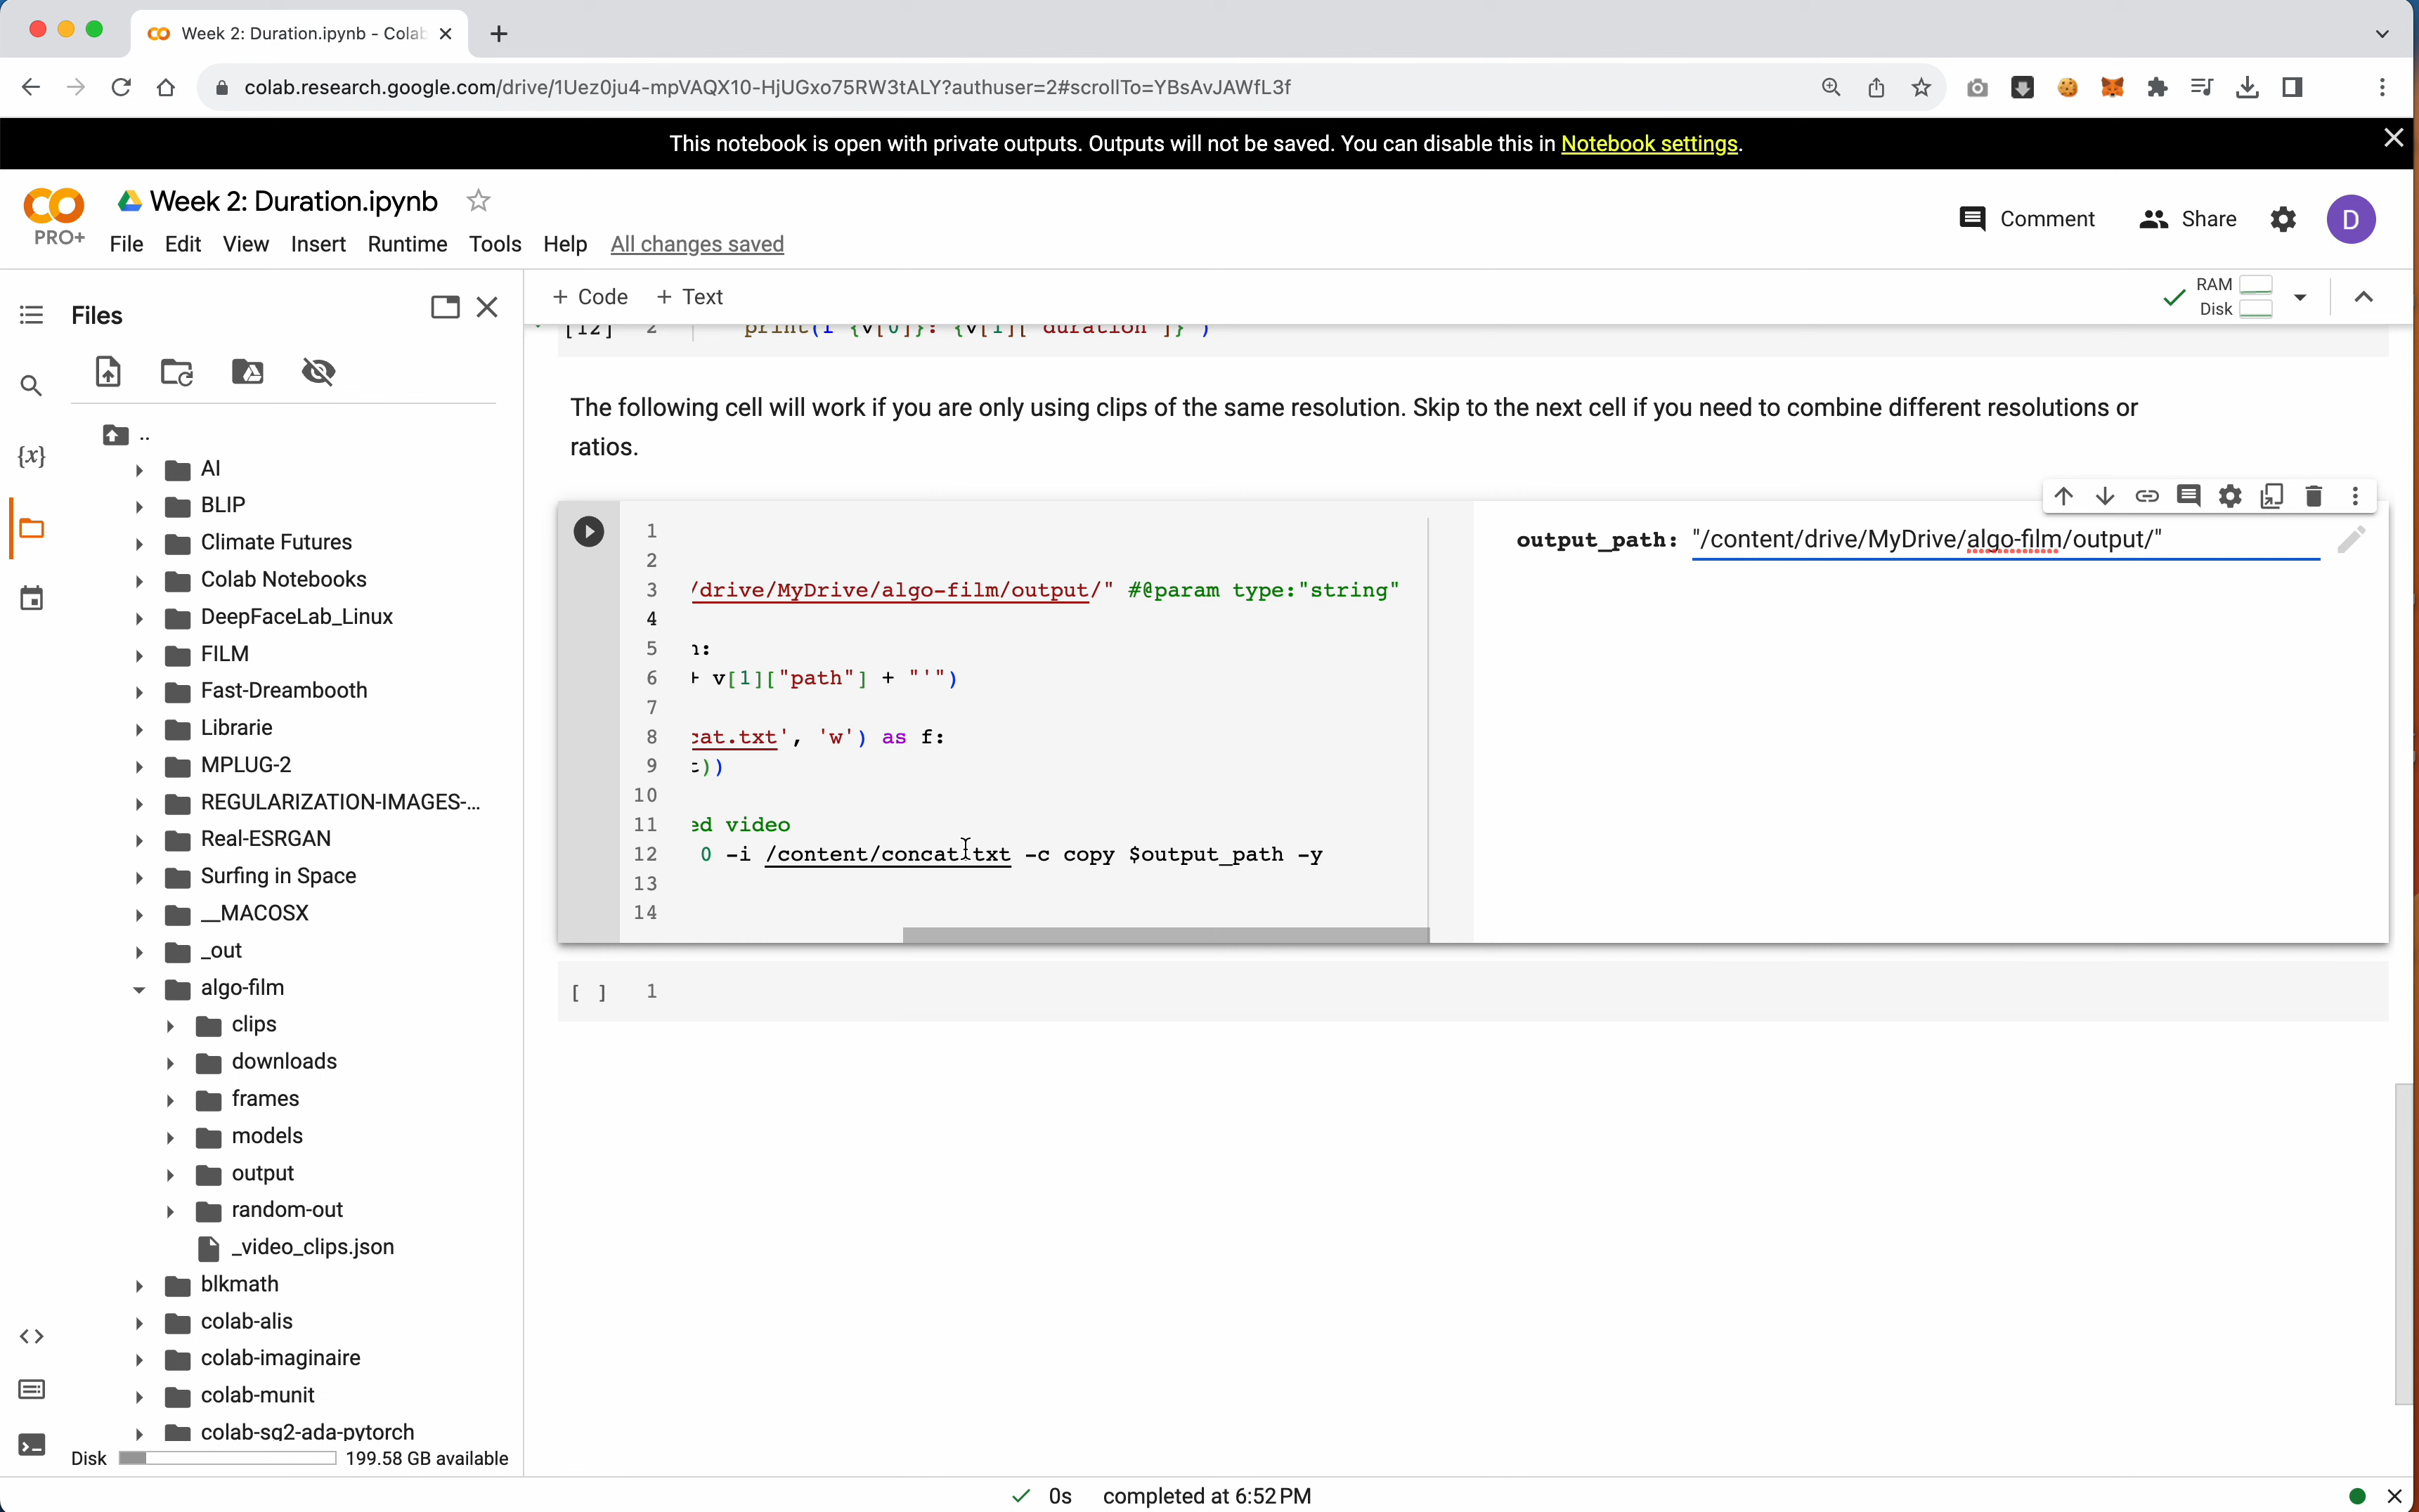 Week 2: Duration.ipynb - Colab
colab.research.google.com/drive/1Uez0ju4-mpVAQX10-HjUGxo75RW3tALY?authuser=2#scrollTo=YBsAvJAWfL3f
This notebook is open with private outputs. Outputs will not be saved. You can disable this in Notebook settings.
CO
PRO+
Week 2: Duration.ipynb
File Edit View Insert Runtime Tools Help All changes saved
Comment
Share
D
Files
+ Code + Text
RAM
Disk
..
AI
BLIP
Climate Futures
Colab Notebooks
DeepFaceLab_Linux
FILM
Fast-Dreambooth
Librarie
MPLUG-2
REGULARIZATION-IMAGES-...
Real-ESRGAN
Surfing in Space
__MACOSX
_out
algo-film
clips
downloads
frames
models
output
random-out
_video_clips.json
blkmath
colab-alis
colab-imaginaire
colab-munit
colab-sg2-ada-pytorch
Disk 199.58 GB available
[12] 2 print(f"{v[0]}: {v[1]["duration"]}")
The following cell will work if you are only using clips of the same resolution. Skip to the next cell if you need to combine different resolutions or
ratios.
1
2
3 /drive/MyDrive/algo-film/output/" #@param type:"string"
4
5 :
6 + v[1]["path"] + "'")
7
8 cat.txt', 'w') as f:
9 ))
10
11 ed video
12 0 -i /content/concat.txt -c copy $output_path -y
13
14
output_path: "/content/drive/MyDrive/algo-film/output/"
[ ] 1
0s completed at 6:52 PM